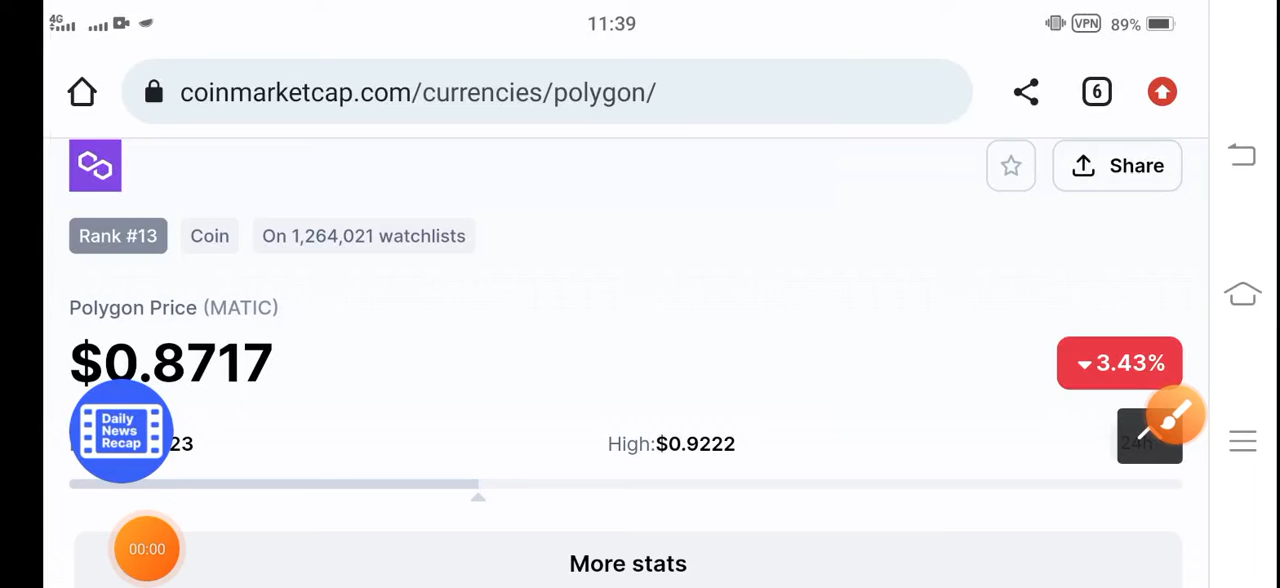 4G
11:39
VPN
89%
coinmarketcap.com/currencies/polygon/
6
Share
Rank #13
Coin
On 1,264,021 watchlists
Polygon Price (MATIC)
$0.8717
3.43%
Daily
News
Recap
23
High:$0.9222
24h
00:00
More stats